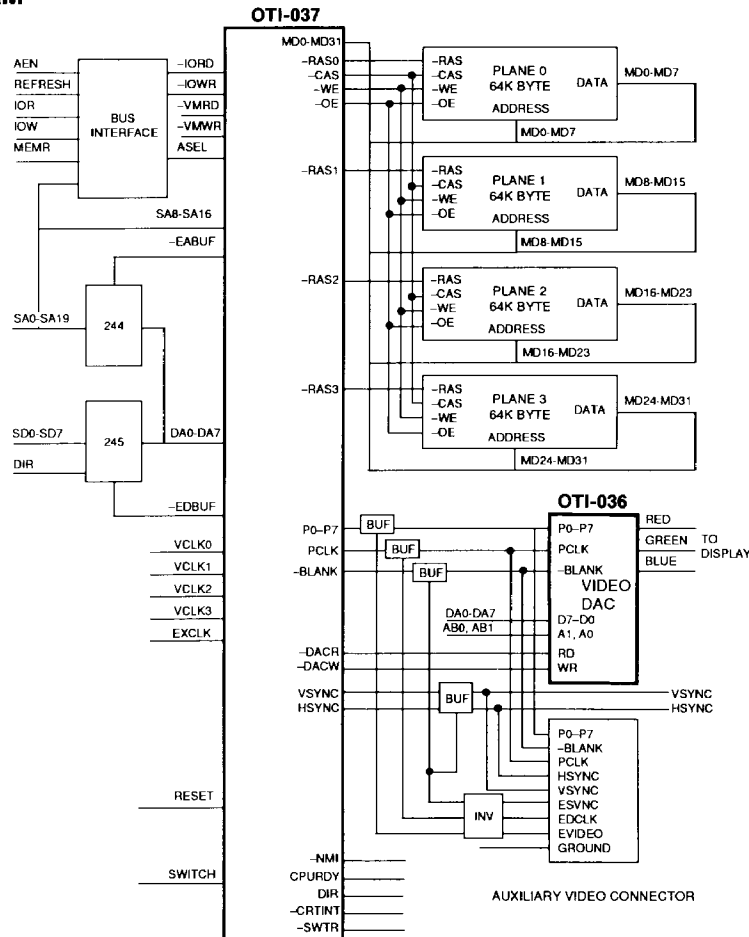 OTI-037
AEN
REFRESH
IOR
IOW
MEMR
BUS
INTERFACE
-IORD
-IOWR
-VMRD
-VMWR
ASEL
SA8-SA16
-EABUF
SA0-SA19
244
SD0-SD7
DIR
245
DA0-DA7
-EDBUF
VCLK0
VCLK1
VCLK2
VCLK3
EXCLK
RESET
SWITCH
MD0-MD31
-RAS0
-CAS
-WE
-OE
-RAS
-CAS
-WE
-OE
PLANE 0
64K BYTE
ADDRESS
DATA
MD0-MD7
MD0-MD7
-RAS1
-RAS
-CAS
-WE
-OE
PLANE 1
64K BYTE
ADDRESS
DATA
MD8-MD15
MD8-MD15
-RAS2
-RAS
-CAS
-WE
-OE
PLANE 2
64K BYTE
ADDRESS
DATA
MD16-MD23
MD16-MD23
-RAS3
-RAS
-CAS
-WE
-OE
PLANE 3
64K BYTE
ADDRESS
DATA
MD24-MD31
MD24-MD31
P0-P7
PCLK
-BLANK
BUF
BUF
BUF
OTI-036
P0-P7
PCLK
-BLANK
VIDEO
DAC
D7-D0
A1, A0
RD
WR
RED
GREEN
BLUE
TO
DISPLAY
DA0-DA7
AB0, AB1
-DACR
-DACW
VSYNC
HSYNC
BUF
VSYNC
HSYNC
P0-P7
-BLANK
PCLK
HSYNC
VSYNC
ESVNC
EDCLK
EVIDEO
GROUND
INV
-NMI
CPURDY
DIR
-CRTINT
-SWTR
AUXILIARY VIDEO CONNECTOR